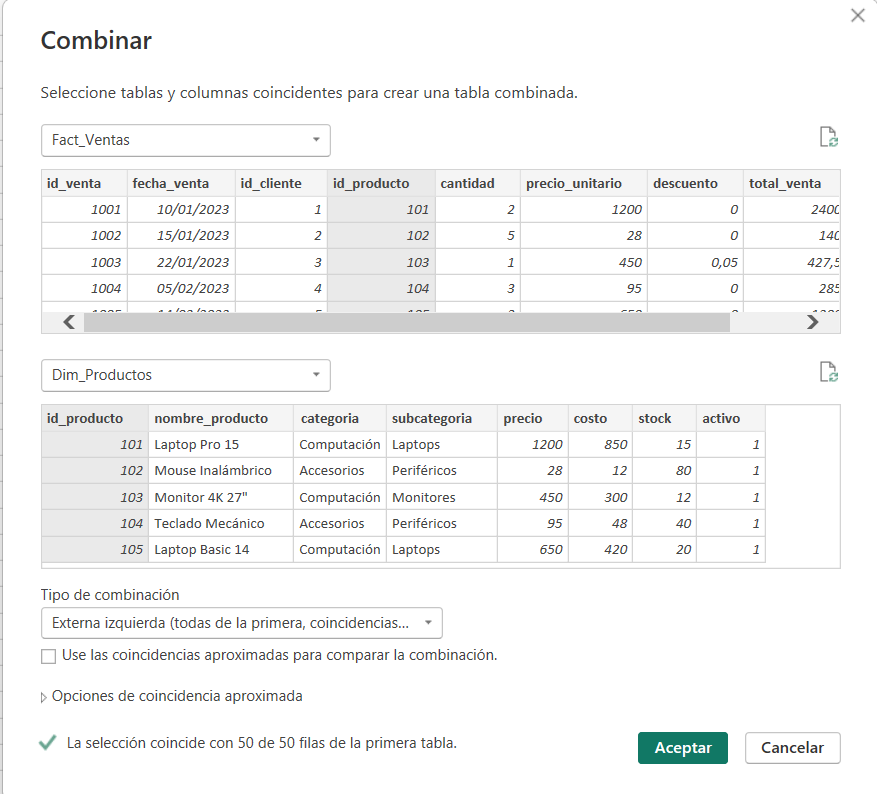 Combinar
Seleccione tablas y columnas coincidentes para crear una tabla combinada.
Fact_Ventas
id_venta fecha_venta id_cliente id_producto cantidad precio_unitario descuento total_venta
1001 10/01/2023 1 101 2 1200 0 2400
1002 15/01/2023 2 102 5 28 0 140
1003 22/01/2023 3 103 1 450 0,05 427,5
1004 05/02/2023 4 104 3 95 0 285
Dim_Productos
id_producto nombre_producto categoria subcategoria precio costo stock activo
101 Laptop Pro 15 Computación Laptops 1200 850 15 1
102 Mouse Inalámbrico Accesorios Periféricos 28 12 80 1
103 Monitor 4K 27" Computación Monitores 450 300 12 1
104 Teclado Mecánico Accesorios Periféricos 95 48 40 1
105 Laptop Basic 14 Computación Laptops 650 420 20 1
Tipo de combinación
Externa izquierda (todas de la primera, coincidencias...
Use las coincidencias aproximadas para comparar la combinación.
Opciones de coincidencia aproximada
La selección coincide con 50 de 50 filas de la primera tabla.
Aceptar Cancelar